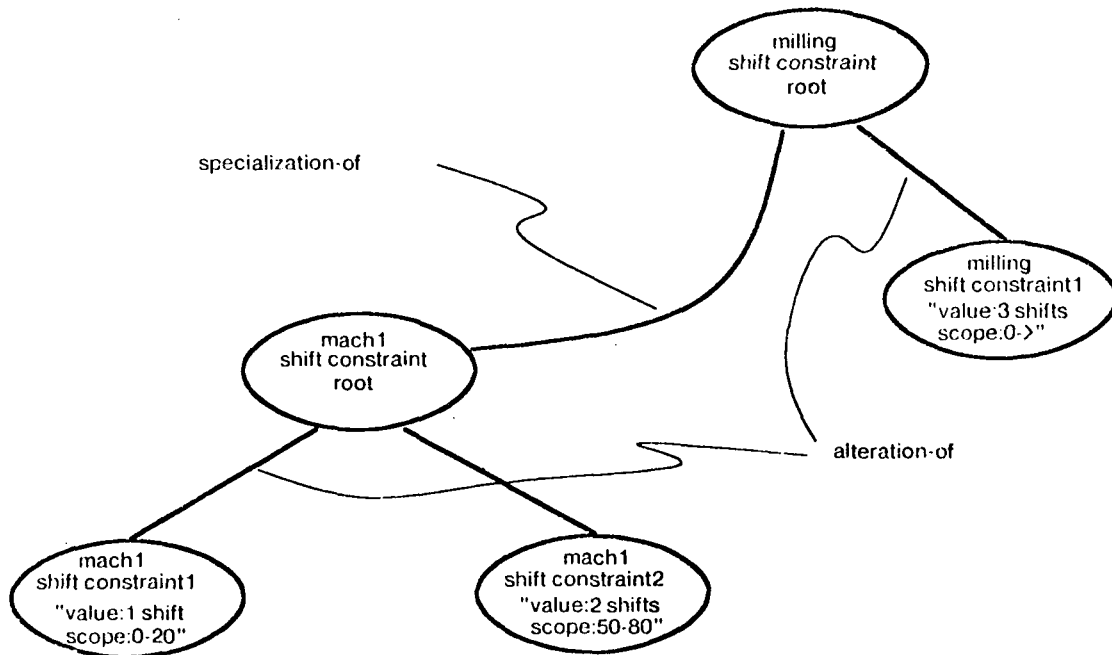 milling
shift constraint
root
specialization-of
milling
shift constraint1
"value:3 shifts
scope:0->"
mach1
shift constraint
root
alteration-of
mach1
shift constraint1
"value:1 shift
scope:0-20"
mach1
shift constraint2
"value:2 shifts
scope:50-80"